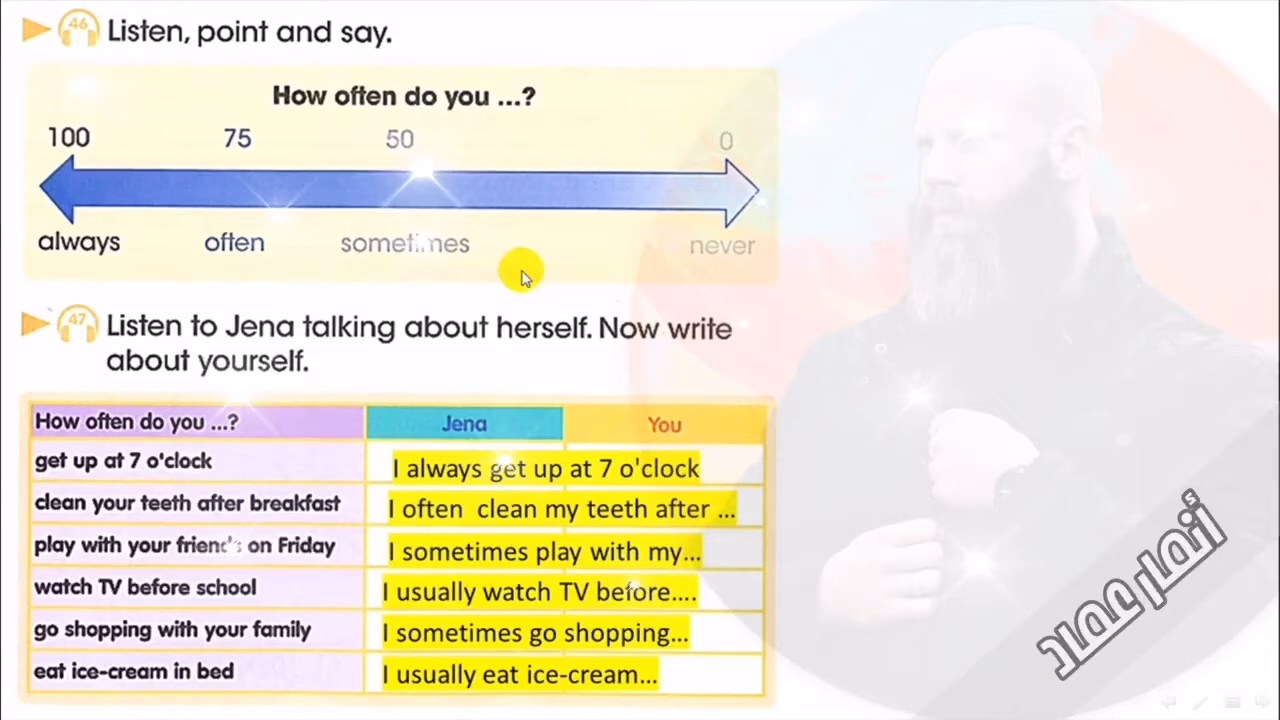 46 Listen, point and say.
How often do you ...?
100 75 50 0
always often sometimes never
47 Listen to Jena talking about herself. Now write
about yourself.
How often do you ...? Jena You
get up at 7 o'clock I always get up at 7 o'clock
clean your teeth after breakfast I often clean my teeth after ...
play with your friends on Friday I sometimes play with my...
watch TV before school I usually watch TV before....
go shopping with your family I sometimes go shopping...
eat ice-cream in bed I usually eat ice-cream...
أنمار عماد